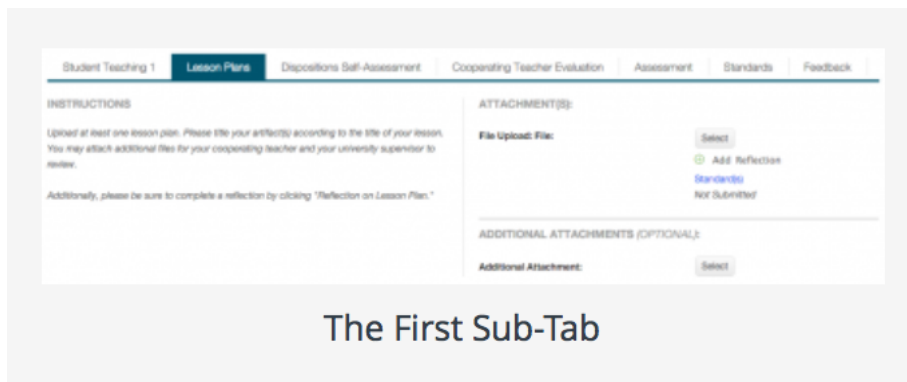 Student Teaching 1 Lesson Plans Dispositions Self-Assessment Cooperating Teacher Evaluation Assessment Standards Feedback
INSTRUCTIONS
Upload at least one lesson plan. Please title your artifact(s) according to the title of your lesson.
You may attach additional files for your cooperating teacher and your university supervisor to
review.
Additionally, please be sure to complete a reflection by clicking "Reflection on Lesson Plan."
ATTACHMENT(S):
File Upload: File: Select
Add Reflection
Standard(s)
Not Submitted
ADDITIONAL ATTACHMENTS (OPTIONAL):
Additional Attachment: Select
The First Sub-Tab